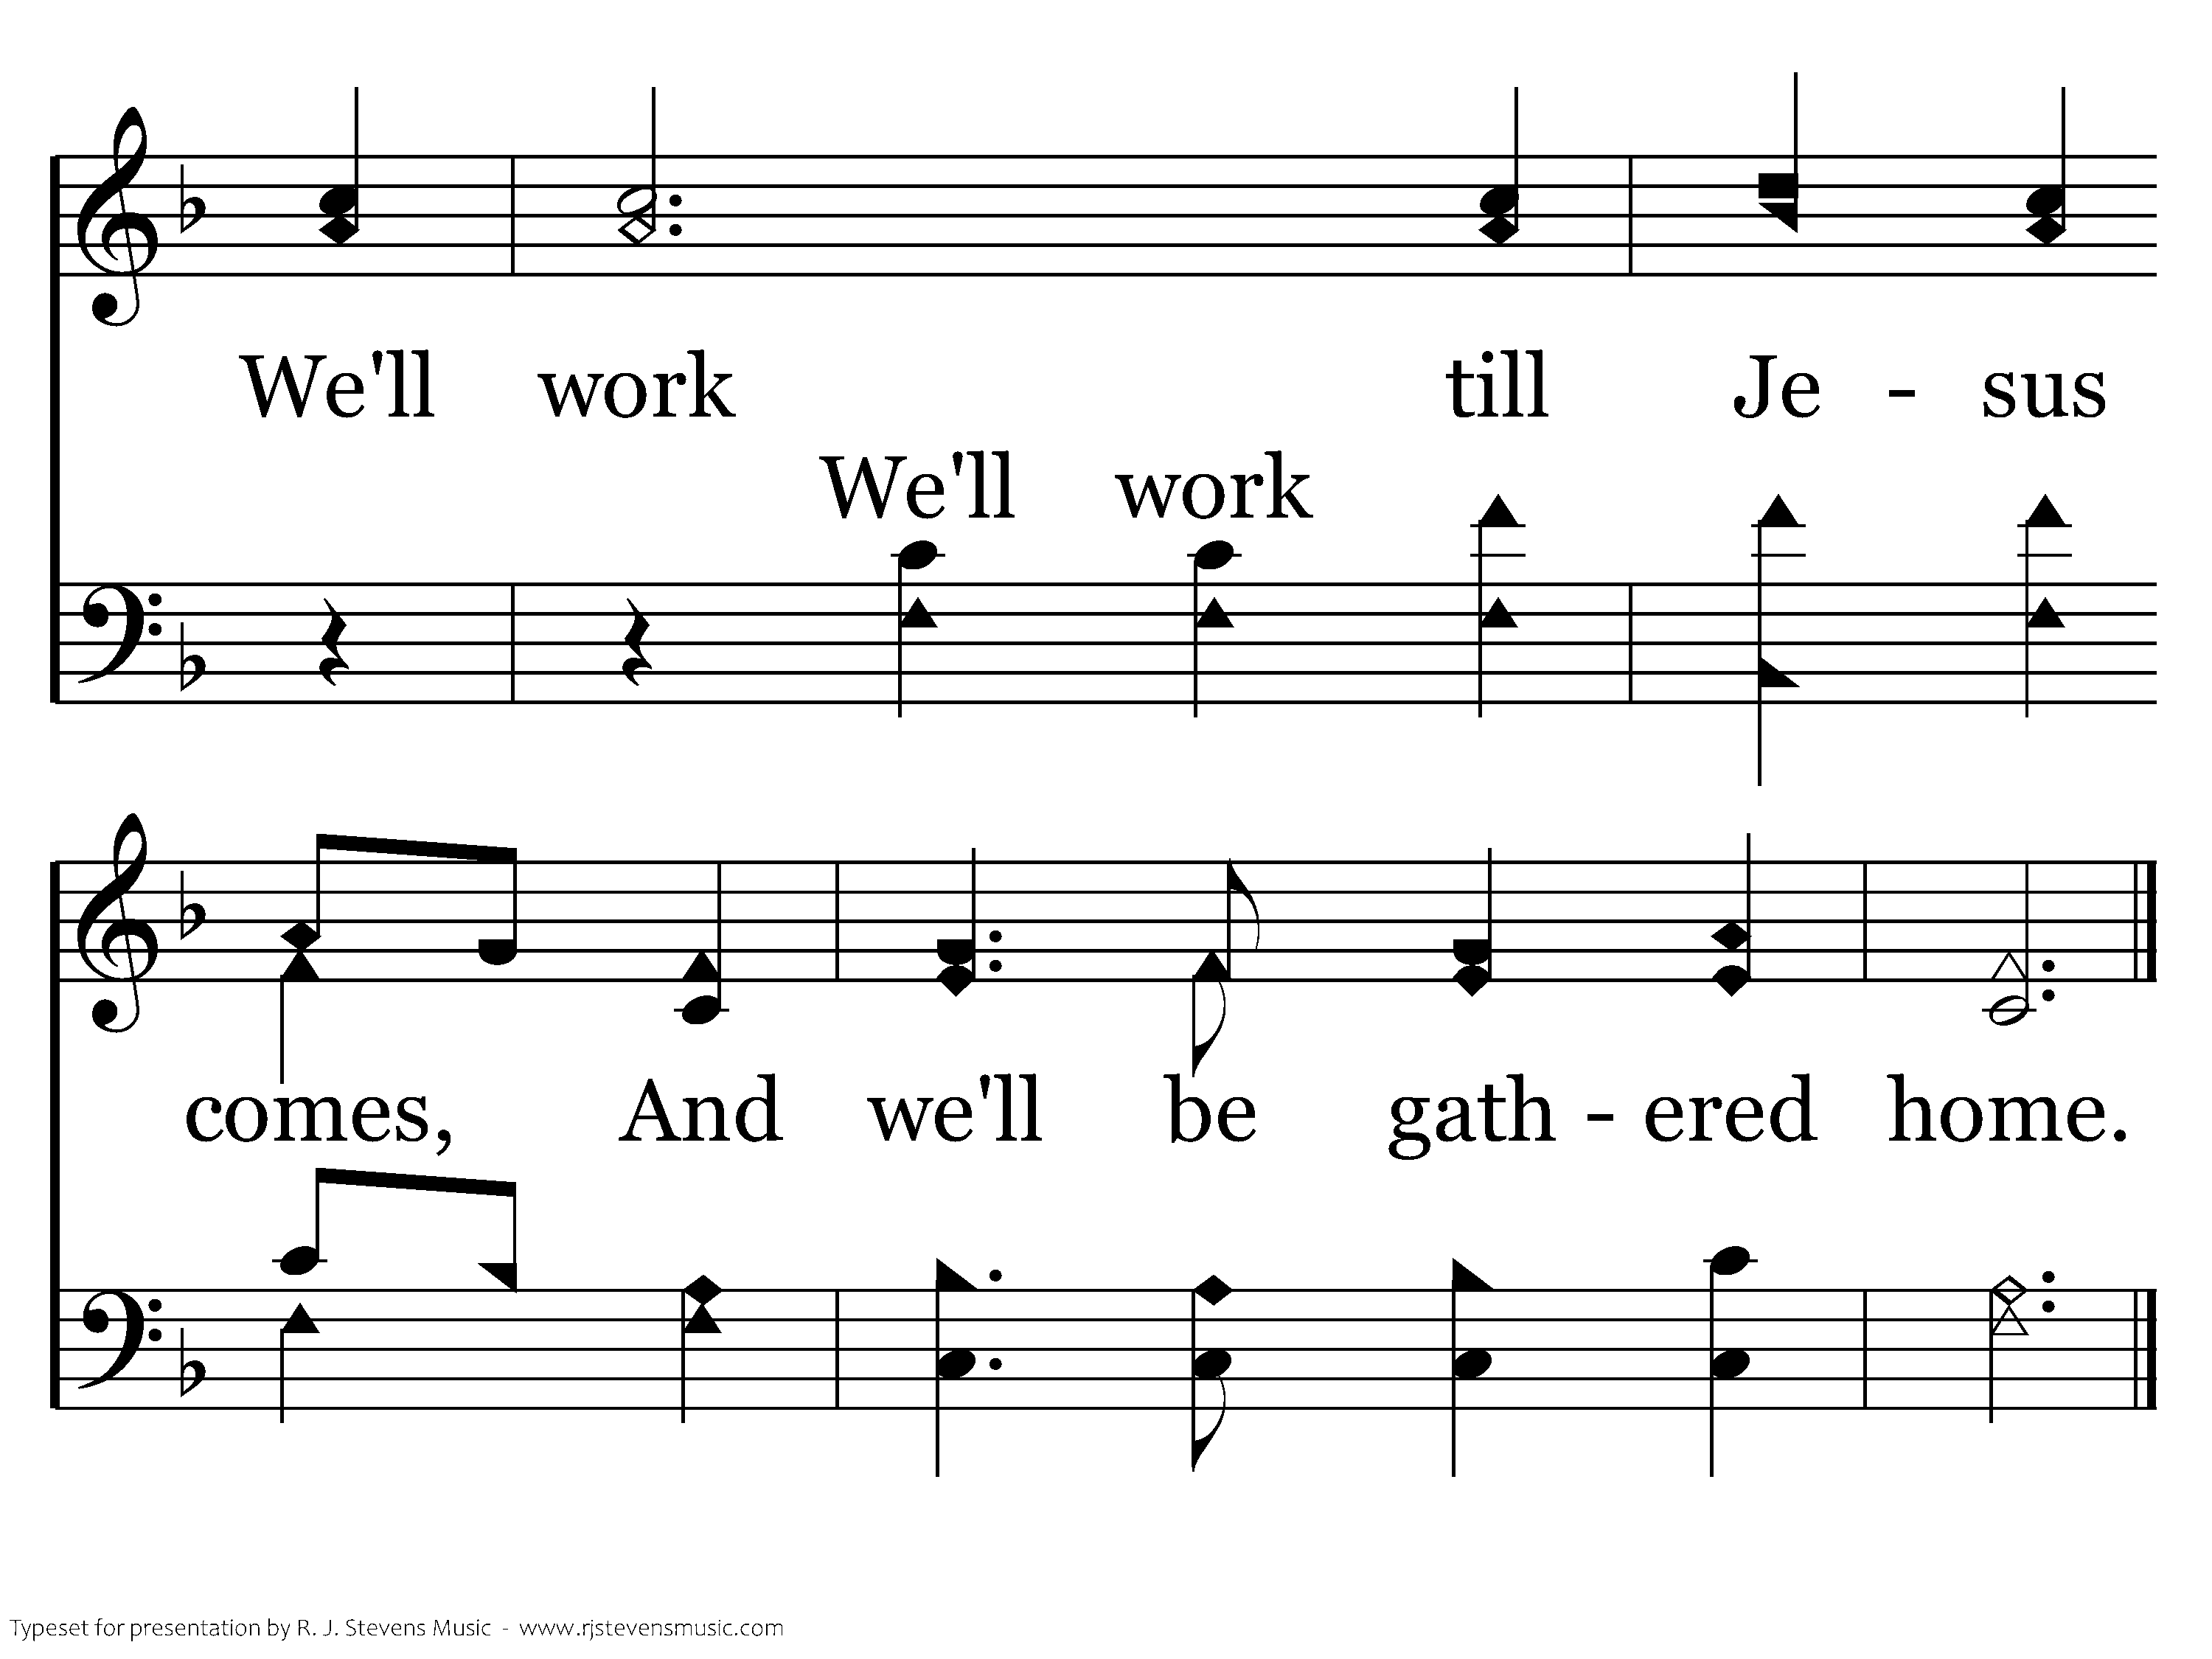 We'll work till Je - sus
We'll work
comes, And we'll be gath - ered home.
Typeset for presentation by R. J. Stevens Music - www.rjstevensmusic.com